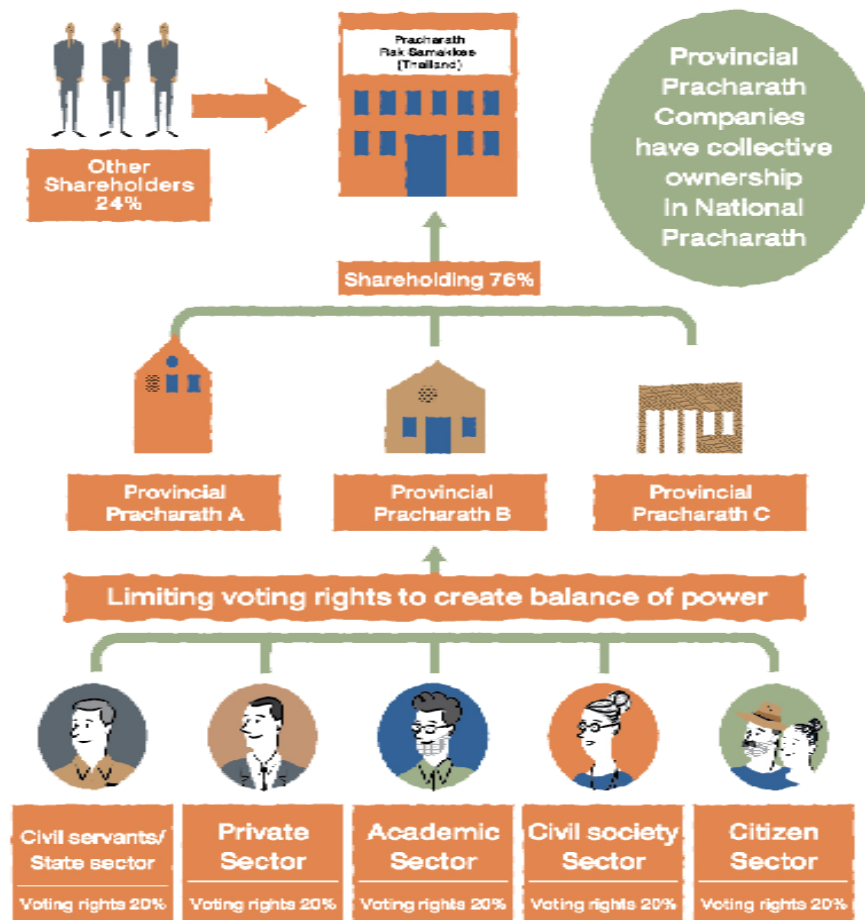 Pracharath
Rak Samakkee
(Thailand)
Provincial
Pracharath
Companies
have collective
ownership
in National
Pracharath
Other
Shareholders
24%
Shareholding 76%
Provincial
Pracharath A
Provincial
Pracharath B
Provincial
Pracharath C
Limiting voting rights to create balance of power
Civil servants/
State sector
Voting rights 20%
Private
Sector
Voting rights 20%
Academic
Sector
Voting rights 20%
Civil society
Sector
Voting rights 20%
Citizen
Sector
Voting rights 20%